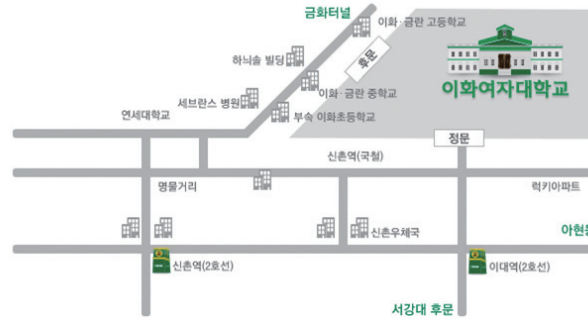 금화터널
이화·금란 고등학교
하늬솔 빌딩
후문
이화여자대학교
이화·금란 중학교
세브란스 병원
연세대학교
부속 이화초등학교
정문
신촌역(국철)
명물거리
럭키아파트
신촌우체국
아현동
신촌역(2호선)
이대역(2호선)
서강대 후문